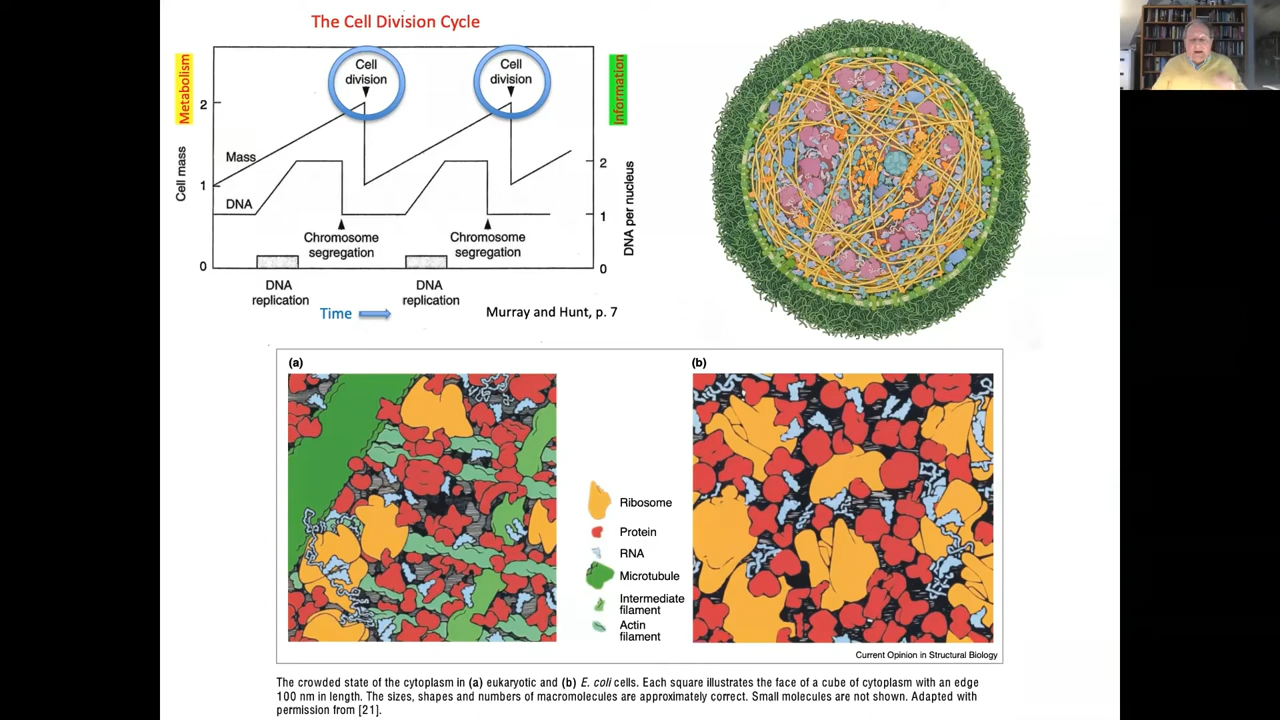 The Cell Division Cycle
Metabolism
Cell mass
2
1
0
Cell
division
Cell
division
Mass
DNA
Chromosome
segregation
Chromosome
segregation
Information
DNA per nucleus
2
1
0
DNA
replication
DNA
replication
Time
Murray and Hunt, p. 7
(a)
(b)
Ribosome
Protein
RNA
Microtubule
Intermediate
filament
Actin
filament
Current Opinion in Structural Biology
The crowded state of the cytoplasm in (a) eukaryotic and (b) E. coli cells. Each square illustrates the face of a cube of cytoplasm with an edge
100 nm in length. The sizes, shapes and numbers of macromolecules are approximately correct. Small molecules are not shown. Adapted with
permission from [21].